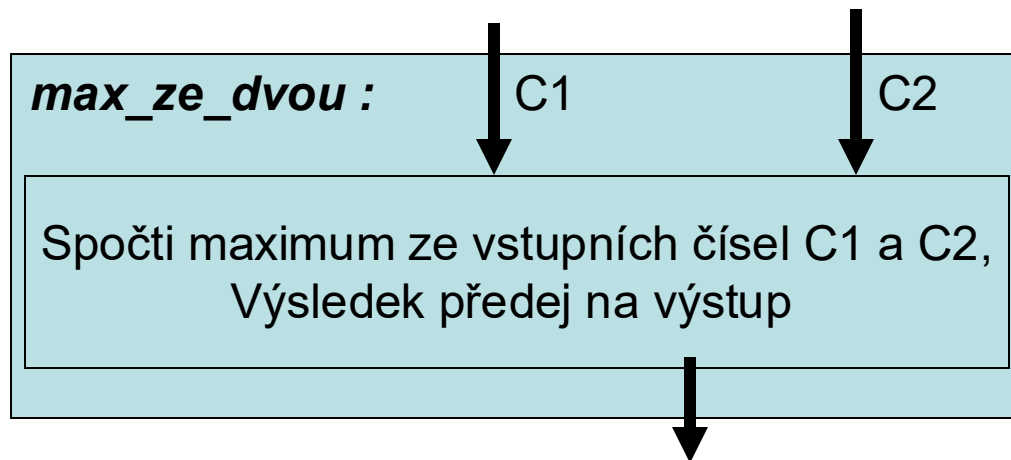 max_ze_dvou : C1 C2
Spočti maximum ze vstupních čísel C1 a C2,
Výsledek předej na výstup